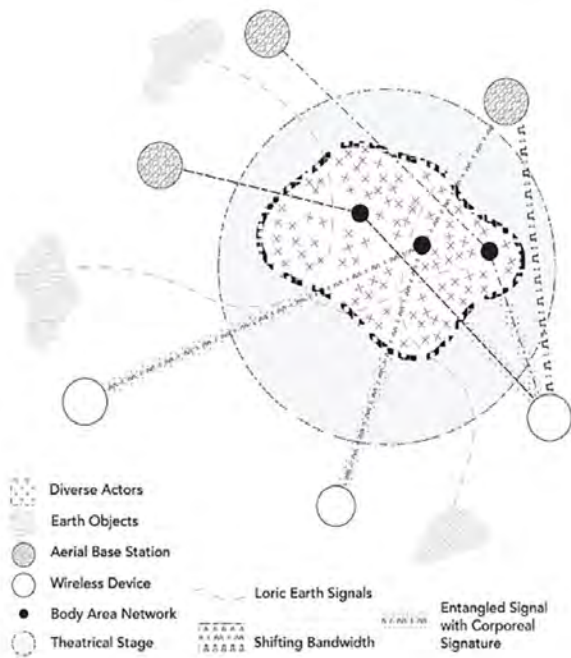 Diverse Actors
Earth Objects
Aerial Base Station
Wireless Device
Body Area Network
Theatrical Stage
Loric Earth Signals
Shifting Bandwidth
Entangled Signal
with Corporeal
Signature